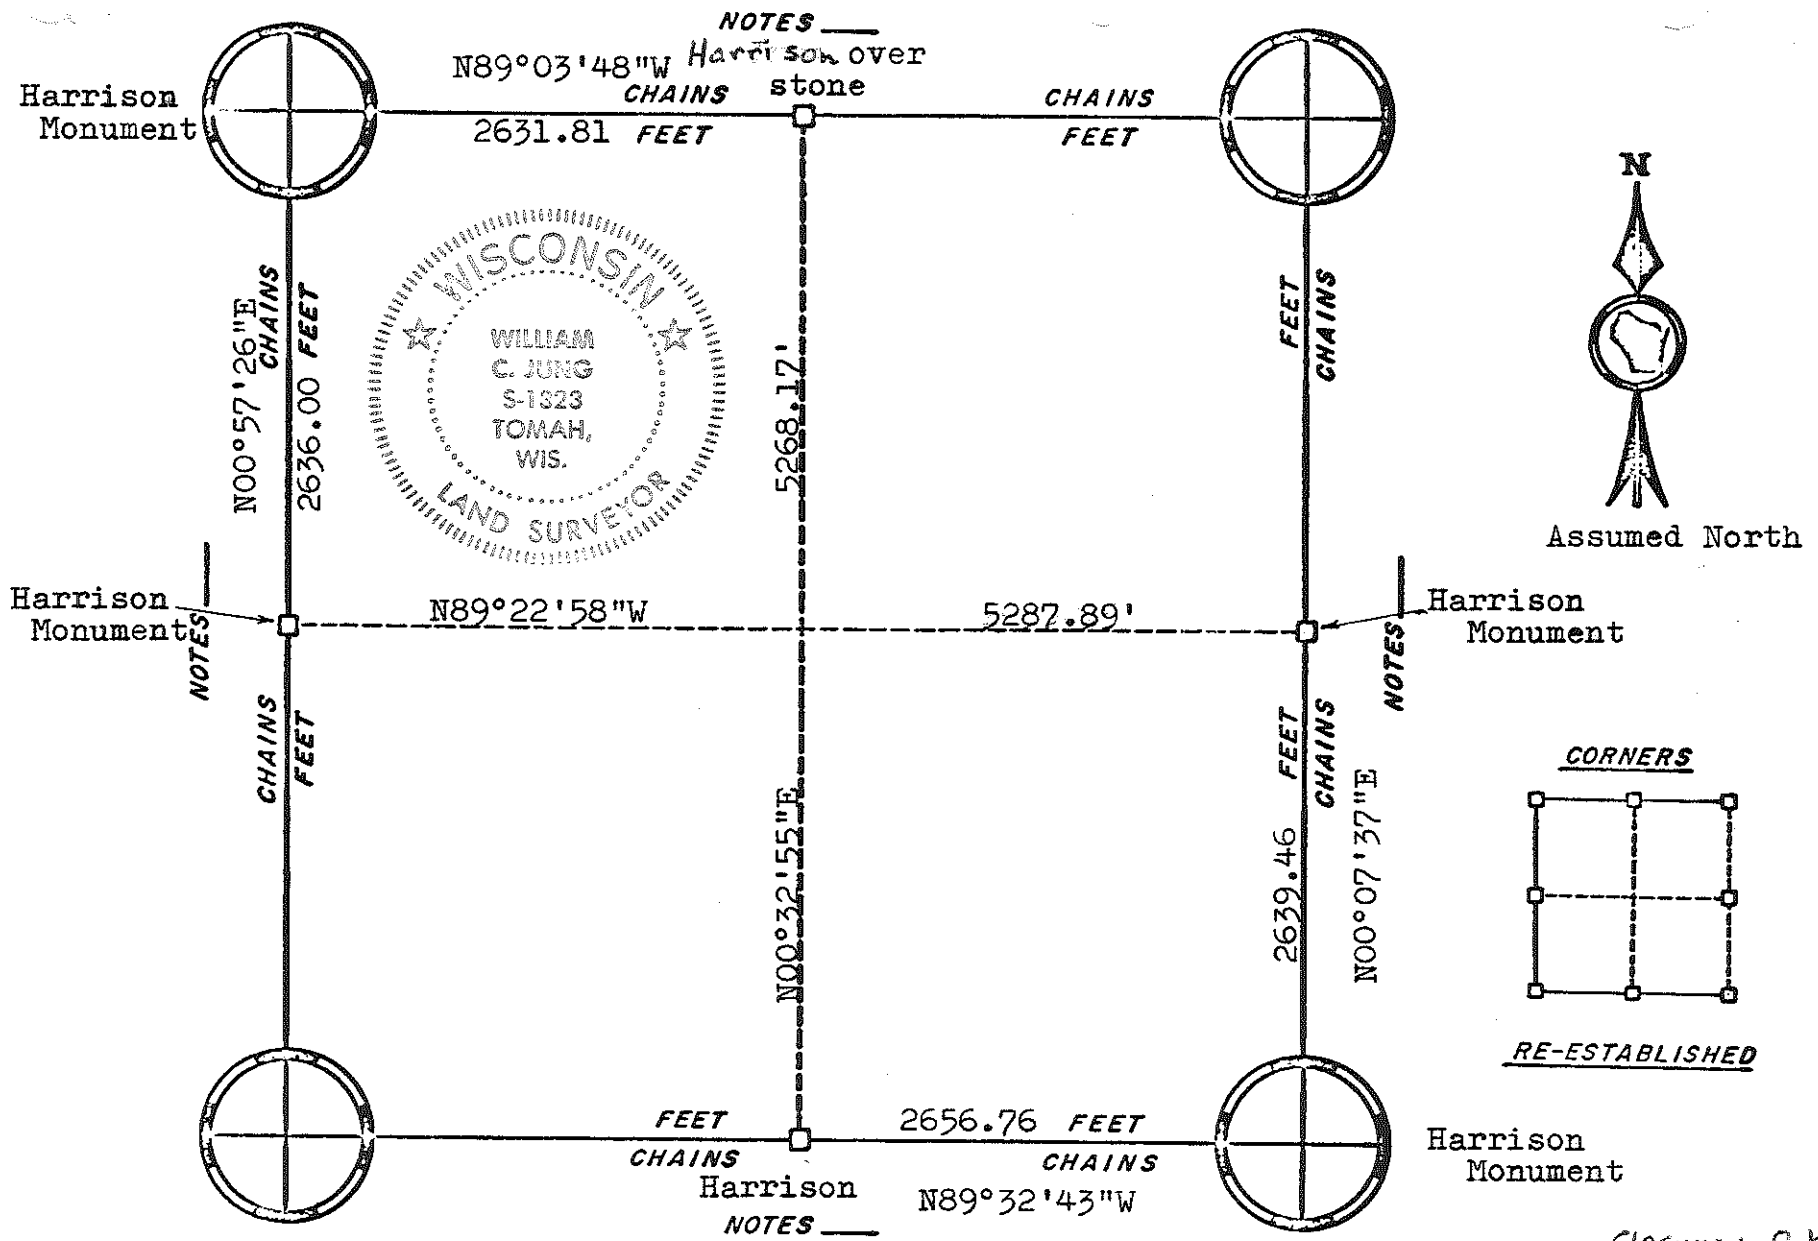 NOTES
Harrison over
stone
N89°03'48"W
CHAINS
2631.81 FEET
CHAINS
FEET
Harrison
Monument
N
Assumed North
WISCONSIN
WILLIAM
C. JUNG
S-1323
TOMAH,
WIS.
LAND SURVEYOR
N00°57'26"E
CHAINS
2636.00 FEET
5268.17'
FEET
CHAINS
Harrison
Monument
NOTES
N89°22'58"W
5287.89'
Harrison
Monument
NOTES
CHAINS
FEET
N00°32'55"E
2639.46 FEET
CHAINS
N00°07'37"E
CORNERS
RE-ESTABLISHED
FEET
CHAINS
2656.76 FEET
CHAINS
Harrison
N89°32'43"W
NOTES
Harrison
Monument